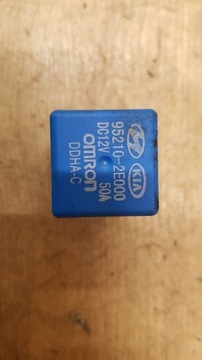 KIA
95210-2E000
DC12V 50A
OMRON
DDHA-C